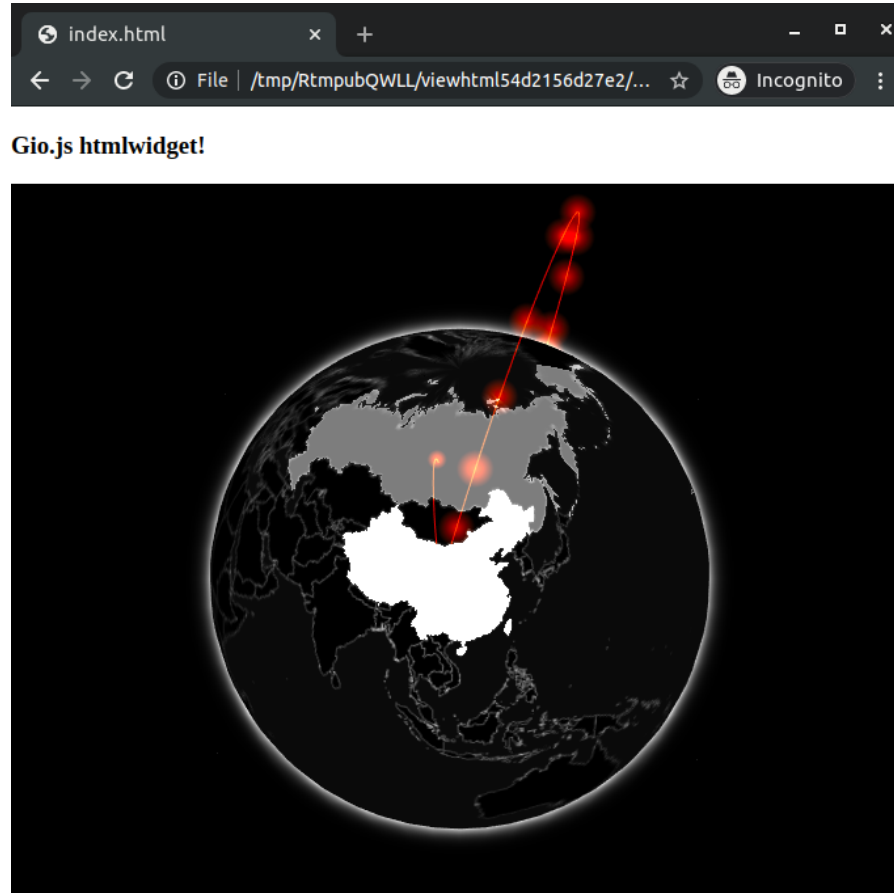 index.html
File | /tmp/RtmpubQWLL/viewhtml54d2156d27e2/... Incognito
Gio.js htmlwidget!